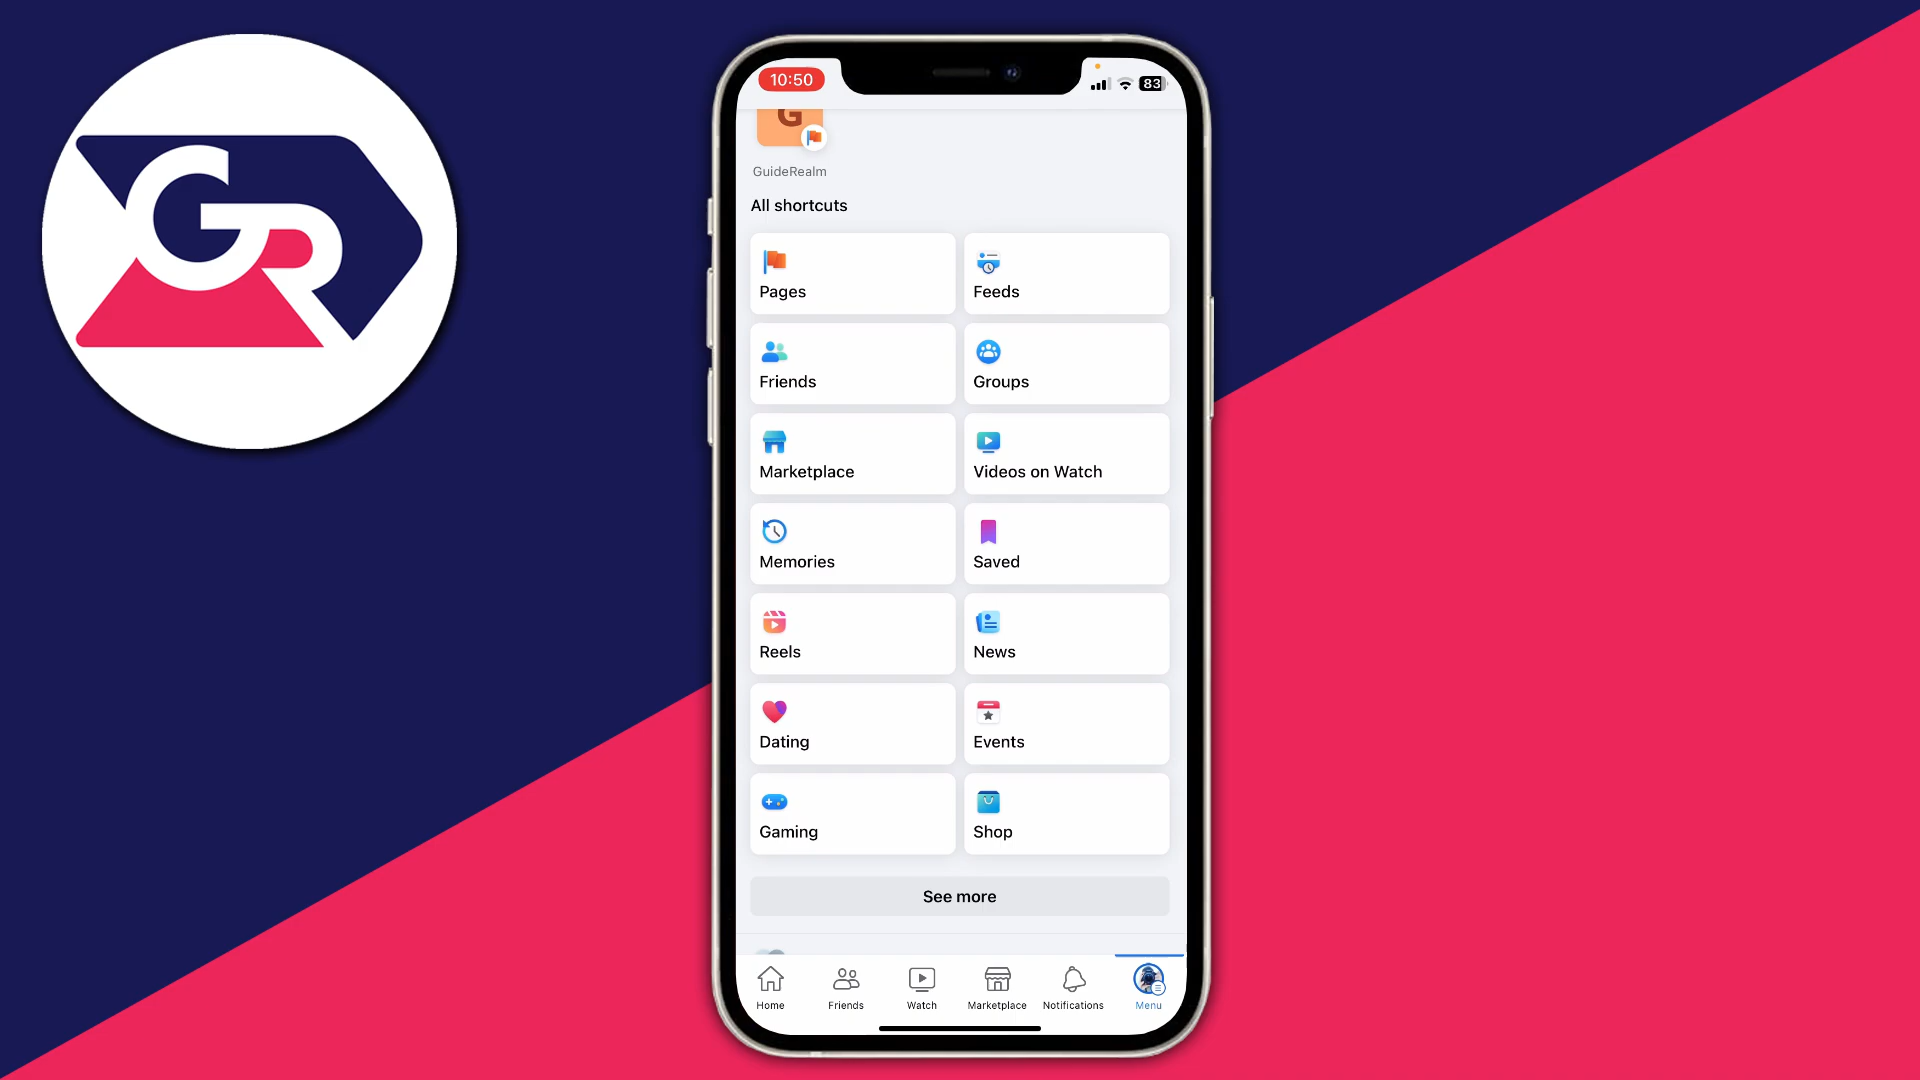 GR
10:50
83
G
GuideRealm
All shortcuts
Pages
Feeds
Friends
Groups
Marketplace
Videos on Watch
Memories
Saved
Reels
News
Dating
Events
Gaming
Shop
See more
Home
Friends
Watch
Marketplace
Notifications
Menu